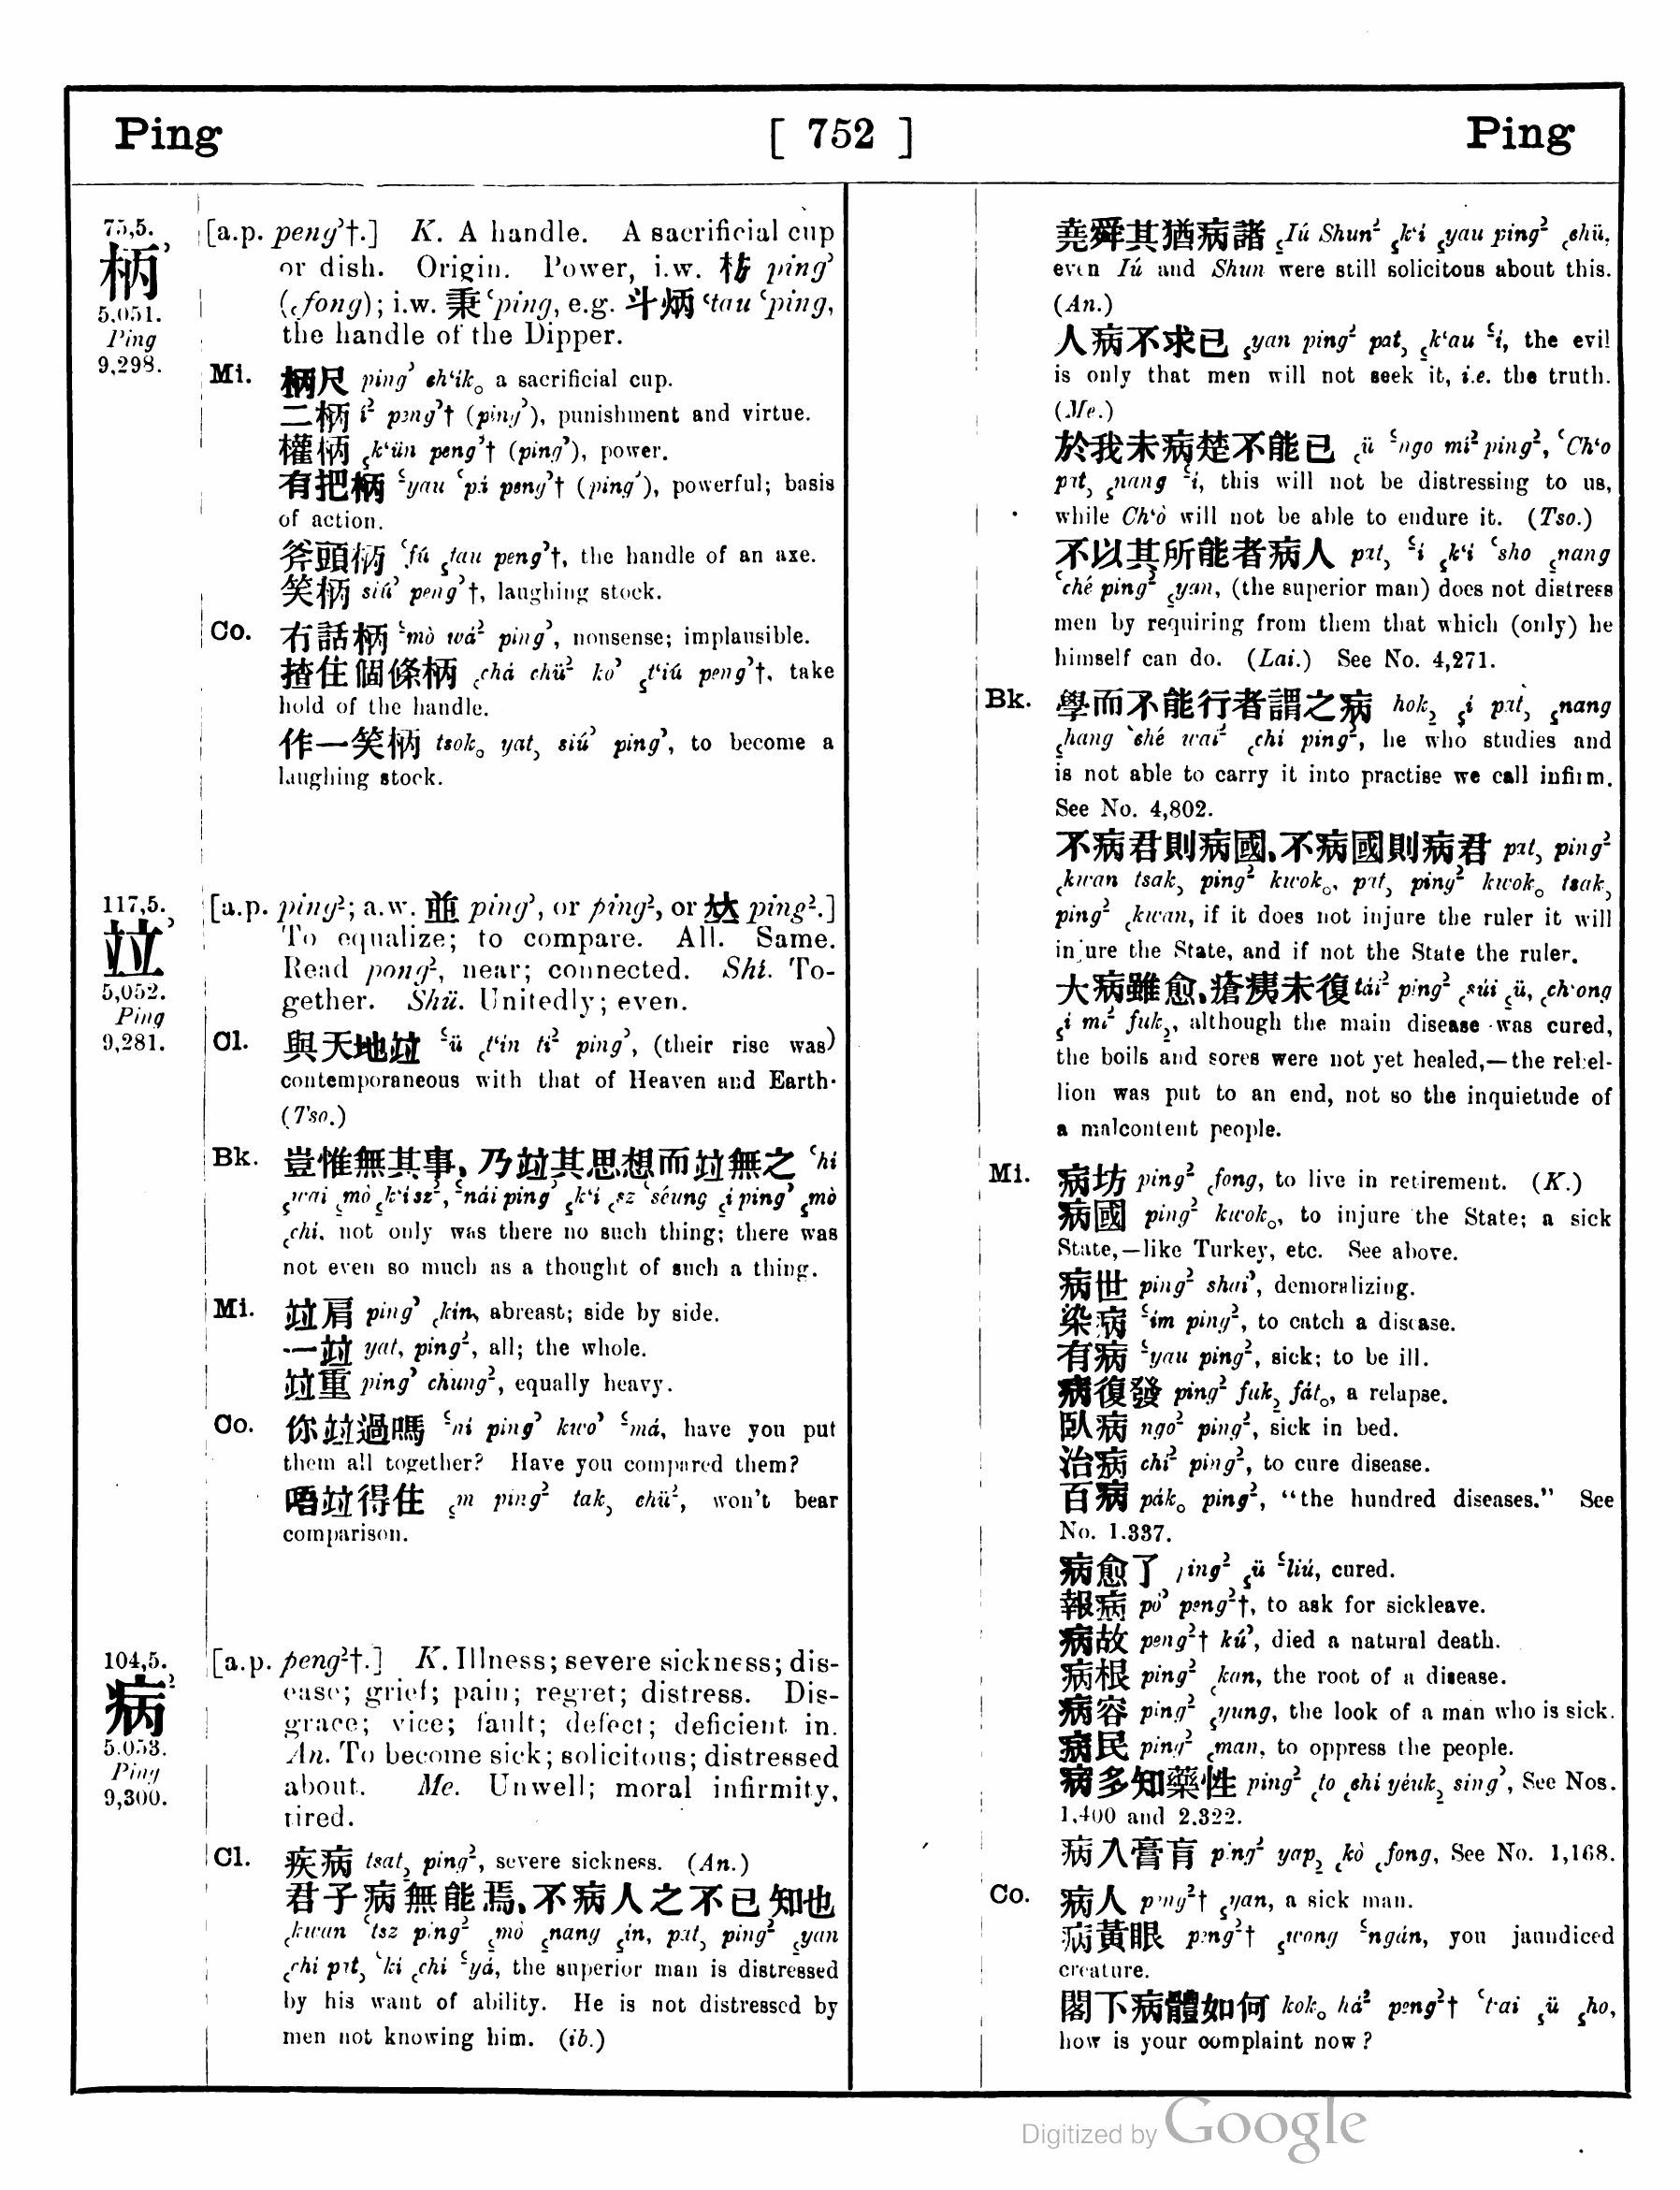 Ping [ 752 ] Ping
75,5.
柄’
5,051.
Ping
9,298.
[a.p. peng’†.] K. A handle. A sacrificial cup
or dish. Origin. Power, i.w. ping’
(꜀fong); i.w. 秉 ꜂ping, e.g. 斗炳 ꜂tau ꜂ping,
the handle of the Dipper.
Mi. 柄尺 ping’ ch‘ik। a sacrificial cup.
二柄 i² peng’† (ping’), punishment and virtue.
權柄 ꜁k‘ün peng’† (ping’), power.
有把柄 ꜃yau ꜂pá peng’† (ping’), powerful; basis
of action.
斧頭柄 ꜂fú ꜁tau peng’†, the handle of an axe.
笑柄 siú’ peng’†, laughing stock.
Co. 冇話柄 ꜃mò wá² ping’, nonsense; implausible.
揸住個條柄 ꜀chá chü² ko’ ꜁t‘iú peng’†, take
hold of the handle.
作一笑柄 tsok。 yat, siú’ ping’, to become a
laughing stock.
117,5.
竝’
5,052.
Ping
9,281.
[a.p. ping²; a.w. 並 ping’, or ping², or ping².]
To equalize; to compare. All. Same.
Read pong², near; connected. Shi. To-
gether. Shü. Unitedly; even.
Cl. 與天地竝 ꜃ü ꜀t‘in ti² ping’, (their rise was)
contemporaneous with that of Heaven and Earth·
(Tso.)
Bk. 豈惟無其事、乃竝其思想而竝無之 ꜂hi
꜁wai ꜁mò ꜁k‘i sz², ꜃nái ping’ ꜁k‘i ꜀sz ꜂séung ꜁i ping’ ꜁mò
꜀chi, not only was there no such thing; there was
not even so much as a thought of such a thing.
Mi. 竝肩 ping’ ꜀kin, abreast; side by side.
一竝 yat, ping², all; the whole.
竝重 ping’ chung², equally heavy.
Co. 你竝過嗎 ꜃ni ping’ kwo’ ꜃má, have you put
them all together? Have you compared them?
唔竝得住 ꜁m ping² tak, chü², won’t bear
comparison.
104,5.
病²
5,053.
Ping
9,300.
[a.p. peng²†.] K. Illness; severe sickness; dis-
ease; grief; pain; regret; distress. Dis-
grace; vice; fault; defect; deficient in.
An. To become sick; solicitous; distressed
about. Me. Unwell; moral infirmity,
tired.
Cl. 疾病 tsat, ping², severe sickness. (An.)
君子病無能焉、不病人之不已知也
꜀kwan ꜂tsz ping² ꜁mò ꜁nang ꜁in, pat, ping² ꜁yan
꜀chi pat, ꜂ki ꜀chi ꜃yá, the superior man is distressed
by his want of ability. He is not distressed by
men not knowing him. (ib.)
堯舜其猶病諸 ꜁Iú Shun² ꜁k‘i ꜁yau ping² ꜀chü,
even Iú and Shun were still solicitous about this.
(An.)
人病不求已 ꜁yan ping² pat, ꜁k‘au ꜃i, the evil
is only that men will not seek it, i.e. the truth.
(Me.)
於我未病楚不能已 ꜀ü ꜃ngo mí² ping², ꜂Ch‘o
pat, ꜁nang ꜃i, this will not be distressing to us,
while Ch‘ò will not be able to endure it. (Tso.)
不以其所能者病人 pat, ꜃i ꜁k‘i ꜂sho ꜁nang
꜂ché ping² ꜁yan, (the superior man) does not distress
men by requiring from them that which (only) he
himself can do. (Lai.) See No. 4,271.
Bk. 學而不能行者謂之病 hok₂ ꜁i pat, ꜁nang
꜁hang ꜂ché wai² ꜀chi ping², he who studies and
is not able to carry it into practise we call infirm.
See No. 4,802.
不病君則病國、不病國則病君 pat, ping²
꜀kwan tsak, ping² kwok。, pat, ping² kwok。 tsak,
ping² ꜀kwan, if it does not injure the ruler it will
injure the State, and if not the State the ruler.
大病雖愈、瘡痍未復 tái² ping² ꜀súi ꜁ü, ꜀ch‘ong
꜁i mi² fuk₂, although the main disease was cured,
the boils and sores were not yet healed,—the rebel-
lion was put to an end, not so the inquietude of
a malcontent people.
Mi. 病坊 ping² ꜀fong, to live in retirement. (K.)
病國 ping² kwok。, to injure the State; a sick
State,—like Turkey, etc. See above.
病世 ping² shai’, demoralizing.
染病 ꜃im ping², to catch a disease.
有病 ꜃yau ping², sick; to be ill.
病復發 ping² fuk₂ fát。, a relapse.
臥病 ngo² ping², sick in bed.
治病 chi² ping², to cure disease.
百病 pák。 ping², “the hundred diseases.” See
No. 1.337.
病愈了 ping² ꜁ü ꜃liú, cured.
報病 pò’ peng²†, to ask for sickleave.
病故 peng²† kú’, died a natural death.
病根 ping² ꜀kan, the root of a disease.
病容 ping² ꜁yung, the look of a man who is sick.
病民 ping² ꜁man, to oppress the people.
病多知藥性 ping² ꜀to ꜀chi yéuk₂ sing’, See Nos.
1,400 and 2,322.
病入膏肓 ping² yap₂ ꜀kò ꜀fong, See No. 1,168.
Co. 病人 peng²† ꜁yan, a sick man.
病黃眼 peng²† ꜁wong ꜃ngán, you jaundiced
creature.
閣下病體如何 kok。 há² peng²† ꜂t‘ai ꜁ü ꜁ho,
how is your complaint now?
Digitized by Google